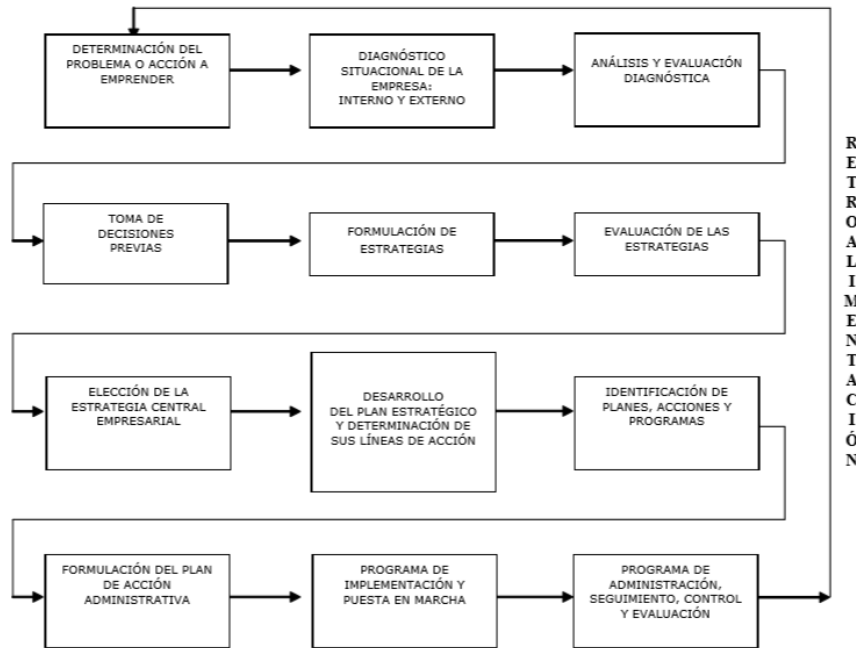 DETERMINACIÓN DEL
PROBLEMA O ACCIÓN A
EMPRENDER
DIAGNÓSTICO
SITUACIONAL DE LA
EMPRESA:
INTERNO Y EXTERNO
ANÁLISIS Y EVALUACIÓN
DIAGNÓSTICA
TOMA DE
DECISIONES
PREVIAS
FORMULACIÓN DE
ESTRATEGIAS
EVALUACIÓN DE LAS
ESTRATEGIAS
ELECCIÓN DE LA
ESTRATEGIA CENTRAL
EMPRESARIAL
DESARROLLO
DEL PLAN ESTRATÉGICO
Y DETERMINACIÓN DE
SUS LÍNEAS DE ACCIÓN
IDENTIFICACIÓN DE
PLANES, ACCIONES Y
PROGRAMAS
FORMULACIÓN DEL PLAN
DE ACCIÓN
ADMINISTRATIVA
PROGRAMA DE
IMPLEMENTACIÓN Y
PUESTA EN MARCHA
PROGRAMA DE
ADMINISTRACIÓN,
SEGUIMIENTO, CONTROL
Y EVALUACIÓN
RETROALIMENTACIÓN